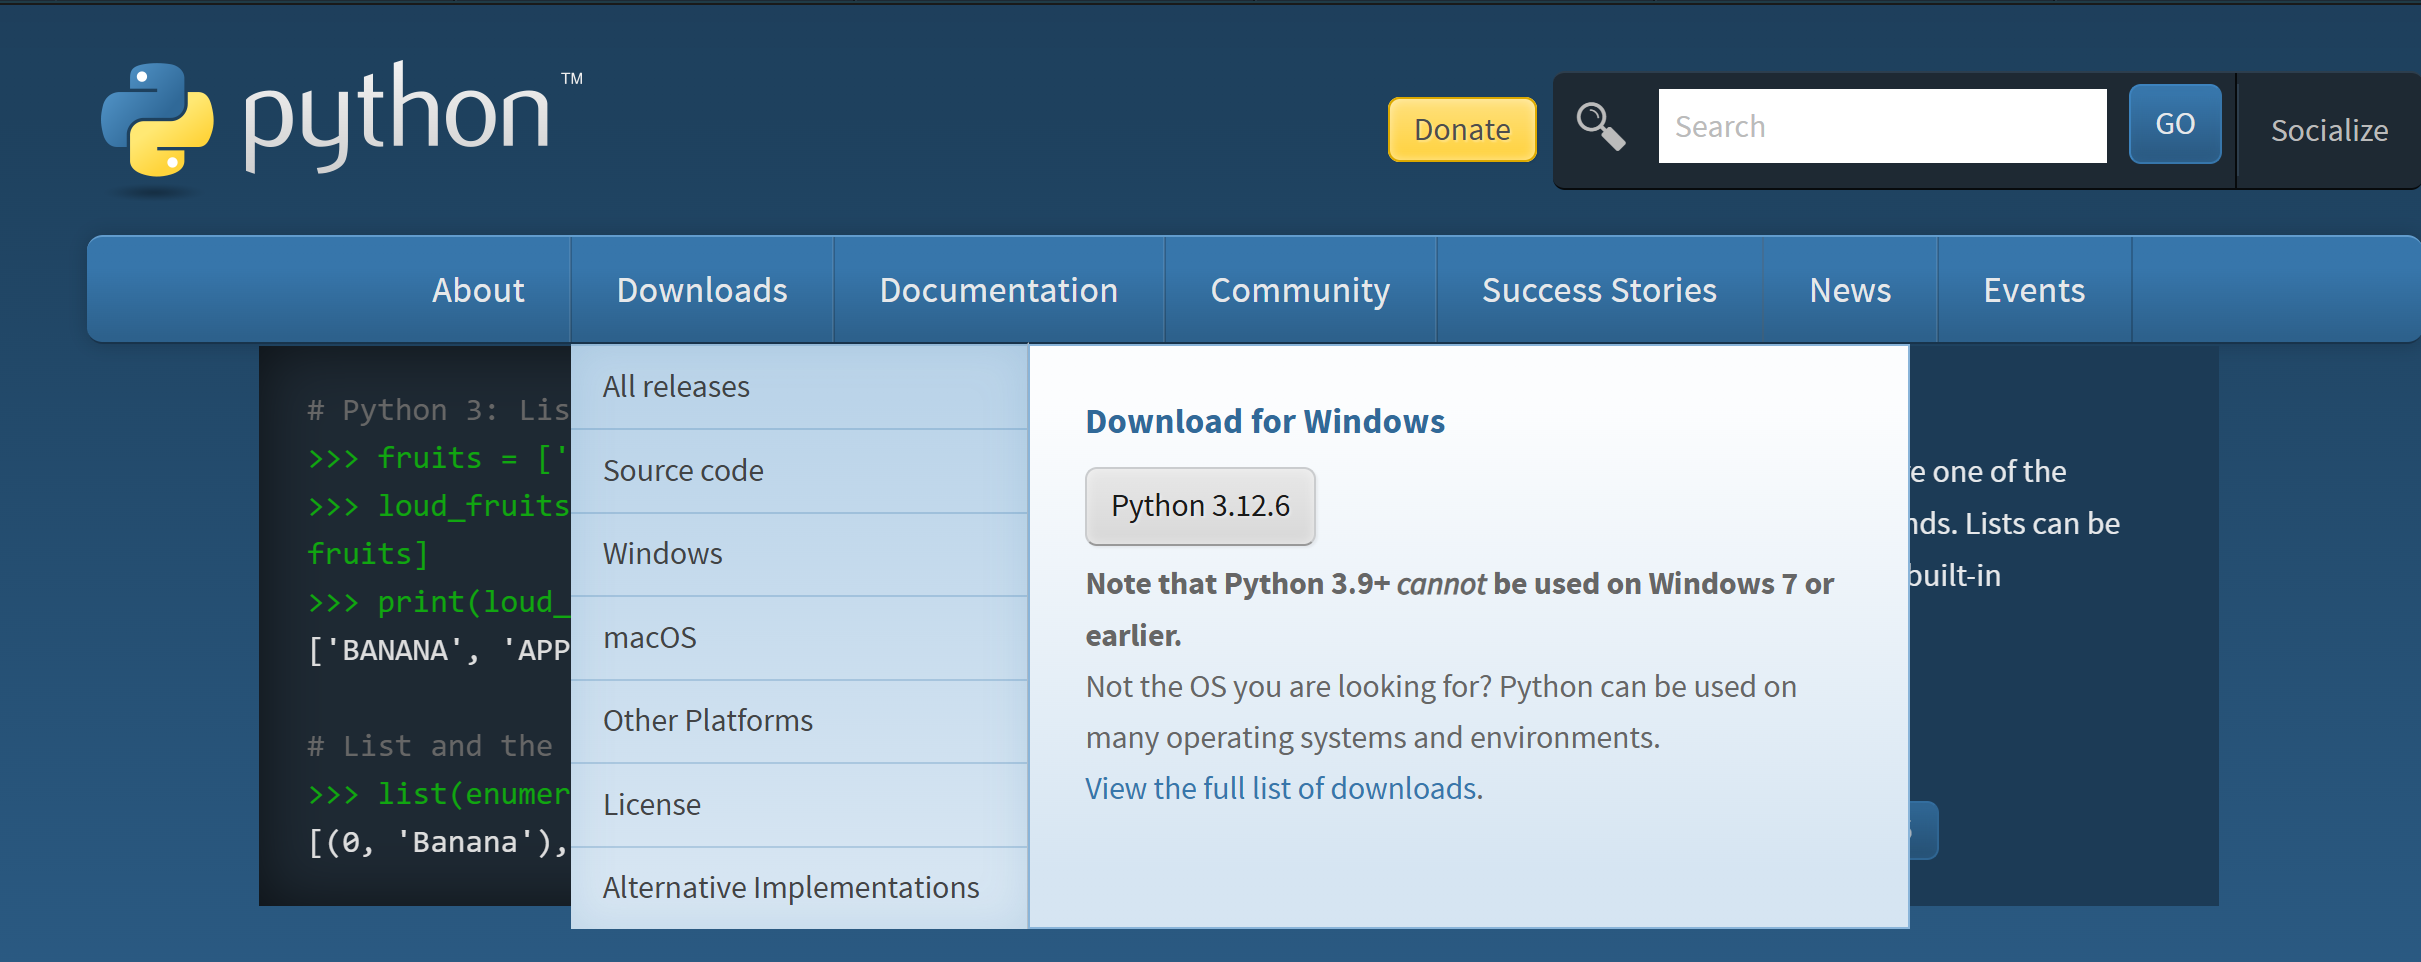 python™
Donate
Search
GO
Socialize
About
Downloads
Documentation
Community
Success Stories
News
Events
# Python 3: Lis
>>> fruits = ['
>>> loud_fruits
fruits]
>>> print(loud_
['BANANA', 'APP
# List and the
>>> list(enumer
[(0, 'Banana'),
All releases
Source code
Windows
macOS
Other Platforms
License
Alternative Implementations
Download for Windows
Python 3.12.6
Note that Python 3.9+ cannot be used on Windows 7 or
earlier.
Not the OS you are looking for? Python can be used on
many operating systems and environments.
View the full list of downloads.
e one of the
nds. Lists can be
built-in